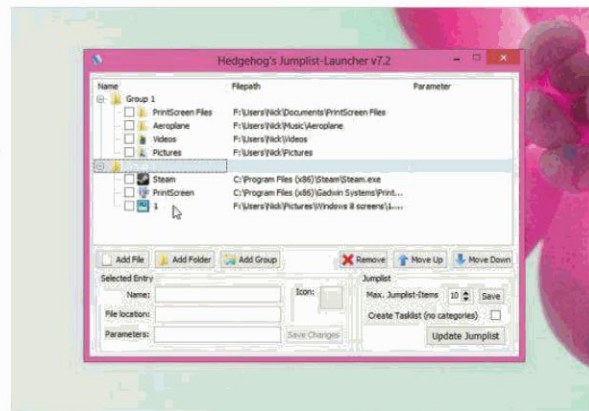 Hedgehog's Jumplist-Launcher v7.2
Name Filepath Parameter
Group 1
PrintScreen Files F:\Users\Nick\Documents\PrintScreen Files
Aeroplane F:\Users\Nick\Music\Aeroplane
Videos F:\Users\Nick\Videos
Pictures F:\Users\Nick\Pictures
Steam C:\Program Files (x86)\Steam\Steam.exe
PrintScreen C:\Program Files (x86)\Gadwin Systems\Print...
1 F:\Users\Nick\Pictures\Windows 8 screens\1....
Add File Add Folder Add Group Remove Move Up Move Down
Selected Entry Jumplist
Name: Icon: Max. Jumplist-Items 10 Save
File location: Create Tasklist (no categories)
Parameters: Save Changes Update Jumplist